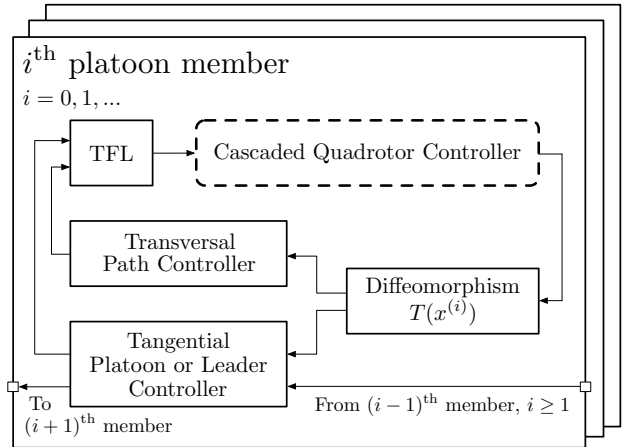 iᵗʰ platoon member
i = 0, 1, ...
TFL
Cascaded Quadrotor Controller
Transversal
Path Controller
Diffeomorphism
T(x⁽ⁱ⁾)
Tangential
Platoon or Leader
Controller
To
(i + 1)ᵗʰ member
From (i − 1)ᵗʰ member, i ≥ 1